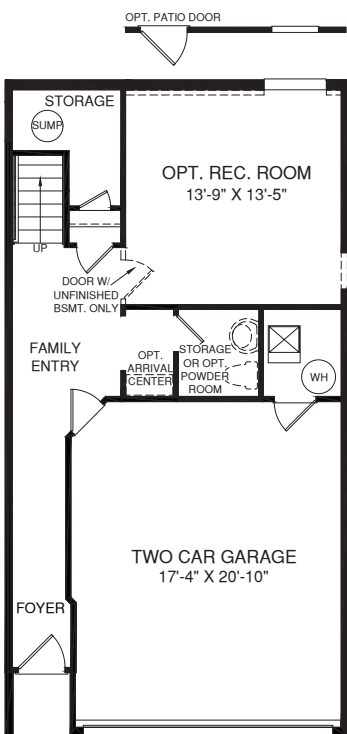 OPT. PATIO DOOR
STORAGE
SUMP
OPT. REC. ROOM
13'-9" X 13'-5"
UP
DOOR W/
UNFINISHED
BSMT. ONLY
FAMILY
ENTRY
OPT.
ARRIVAL
CENTER
STORAGE
OR OPT.
POWDER
ROOM
WH
TWO CAR GARAGE
17'-4" X 20'-10"
FOYER